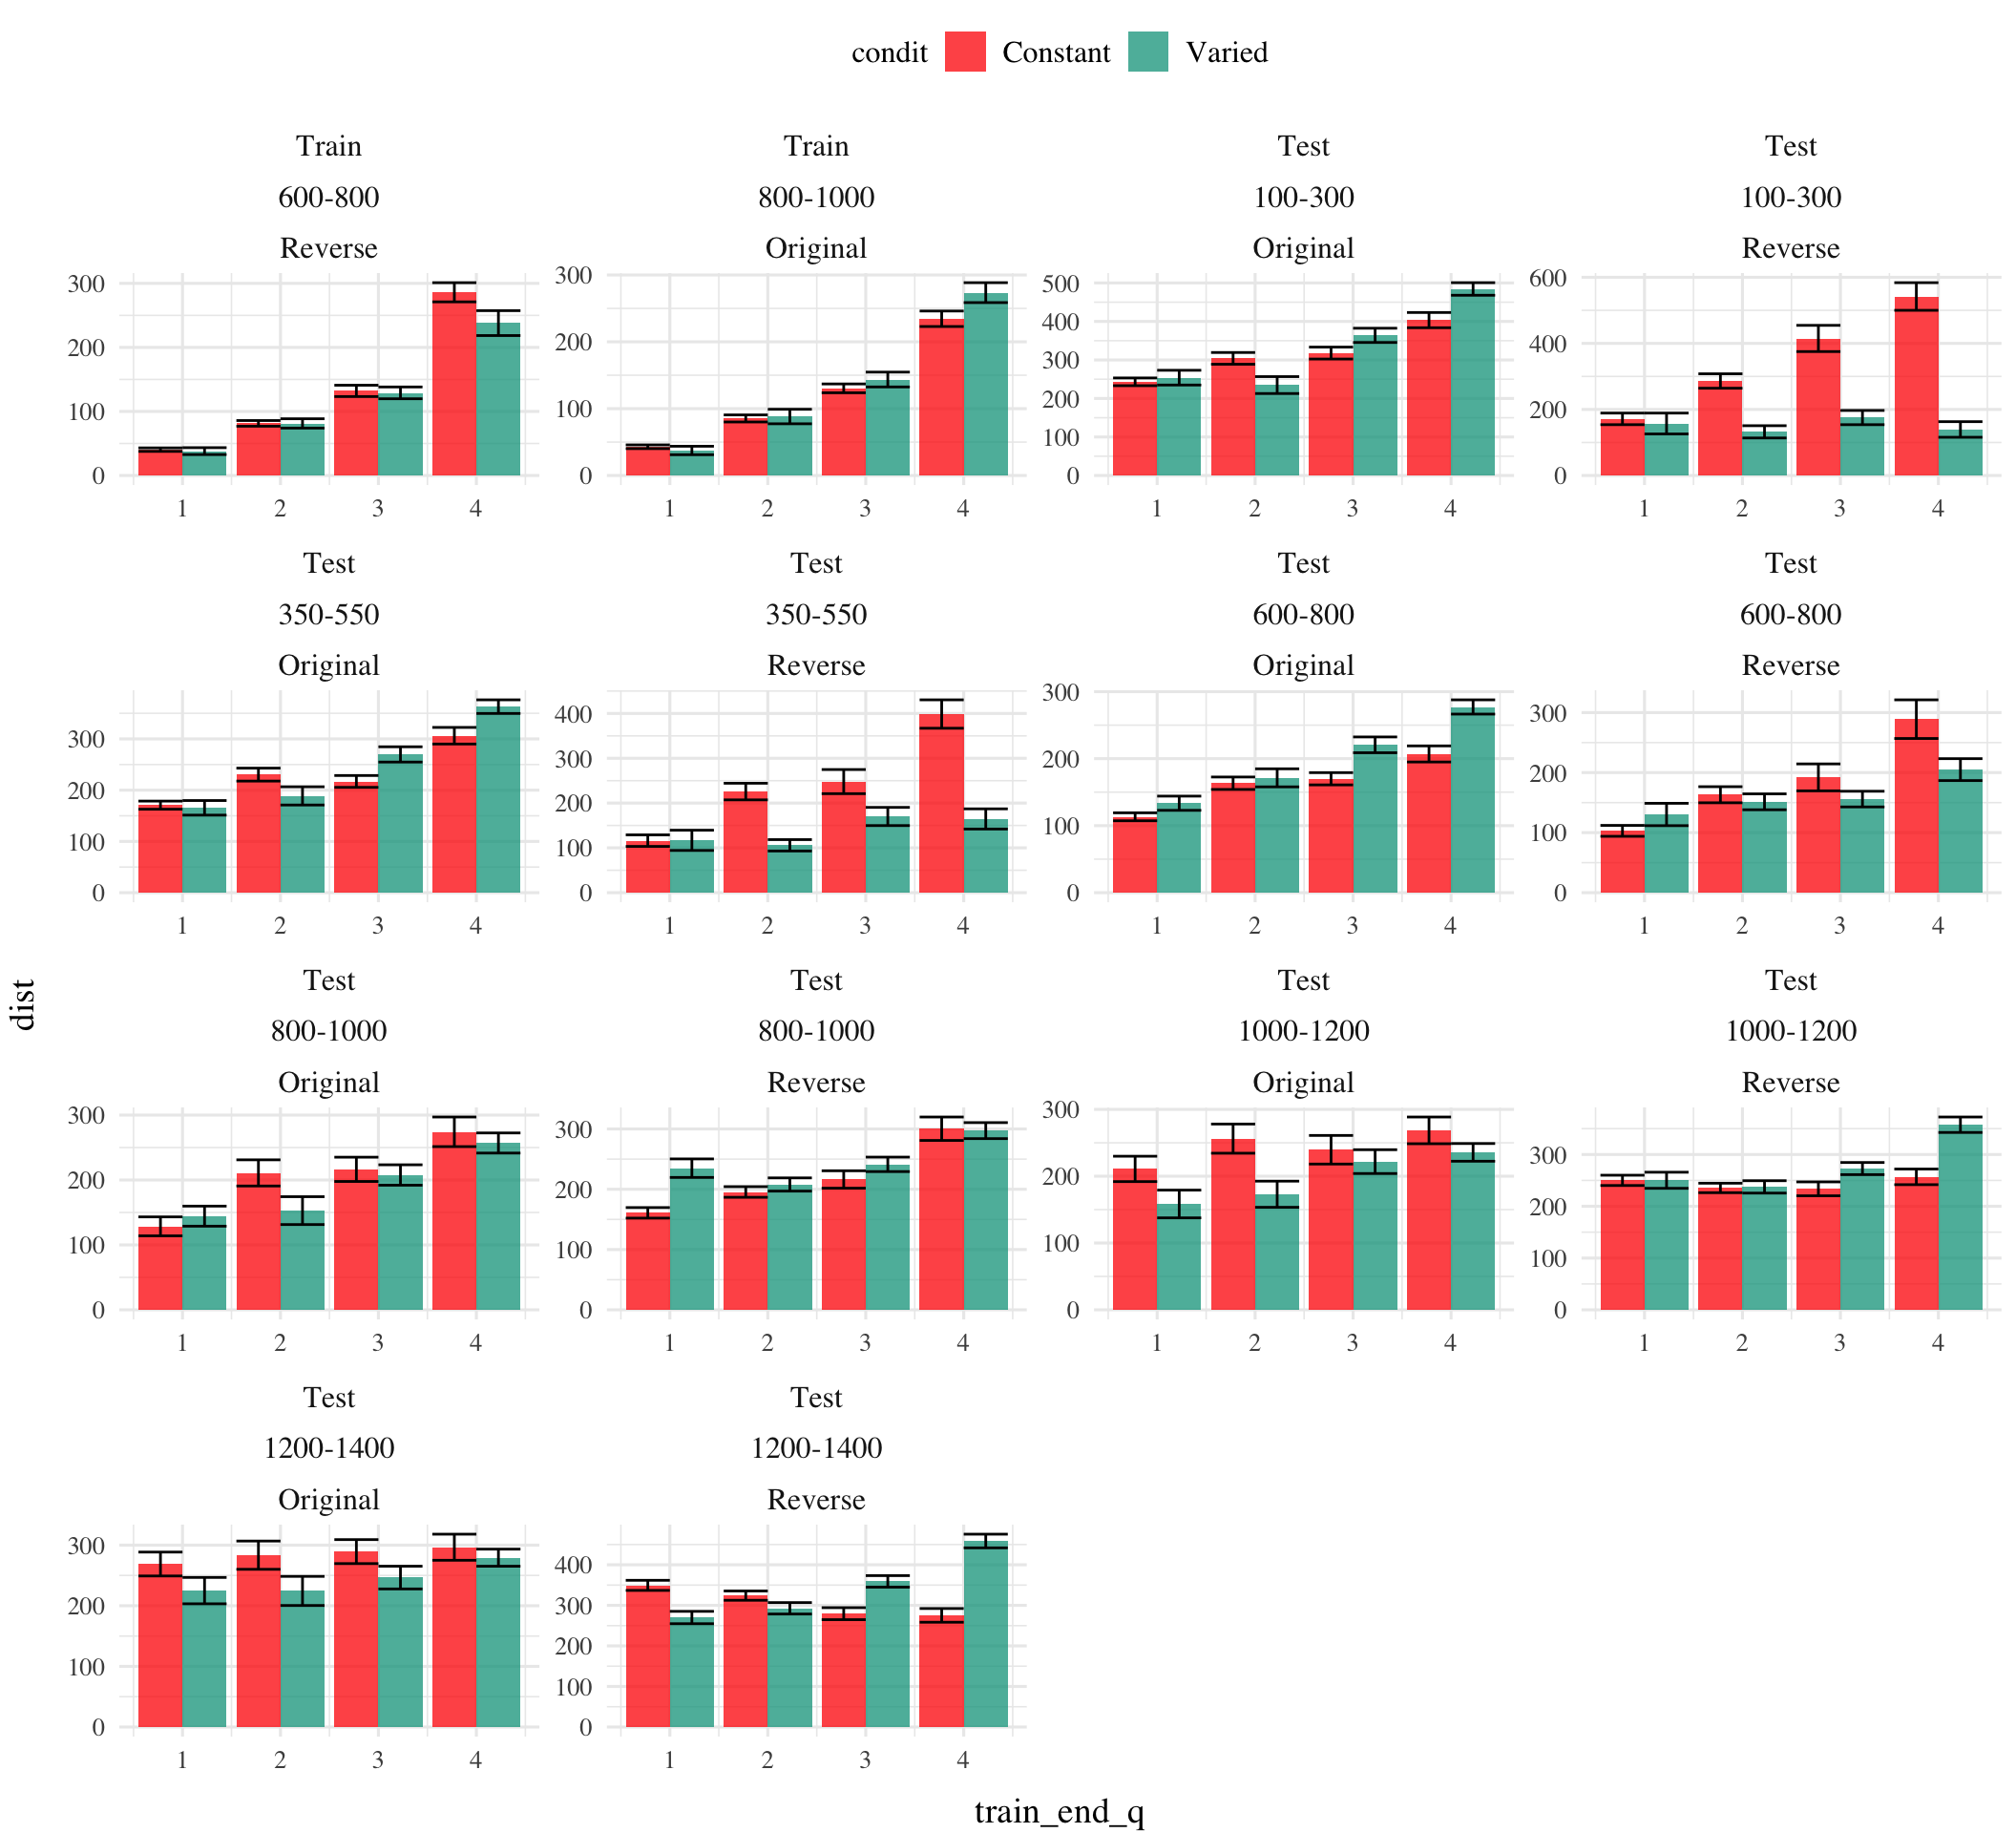 condit Constant Varied
Train Train Test Test
600-800 800-1000 100-300 100-300
Reverse Original Original Reverse
300 300 500 600
200 200 400 400
100 100 300 200
0 0 200 0
100
0
1 2 3 4 1 2 3 4 1 2 3 4 1 2 3 4
Test Test Test Test
350-550 350-550 600-800 600-800
Original Reverse Original Reverse
300 400 300 300
200 300 200 200
100 200 100 100
0 100 0 0
0
1 2 3 4 1 2 3 4 1 2 3 4 1 2 3 4
dist
Test Test Test Test
800-1000 800-1000 1000-1200 1000-1200
Original Reverse Original Reverse
300 300 300 300
200 200 200 200
100 100 100 100
0 0 0 0
1 2 3 4 1 2 3 4 1 2 3 4 1 2 3 4
Test Test
1200-1400 1200-1400
Original Reverse
300 400
200 300
100 200
0 100
0
1 2 3 4 1 2 3 4
train_end_q